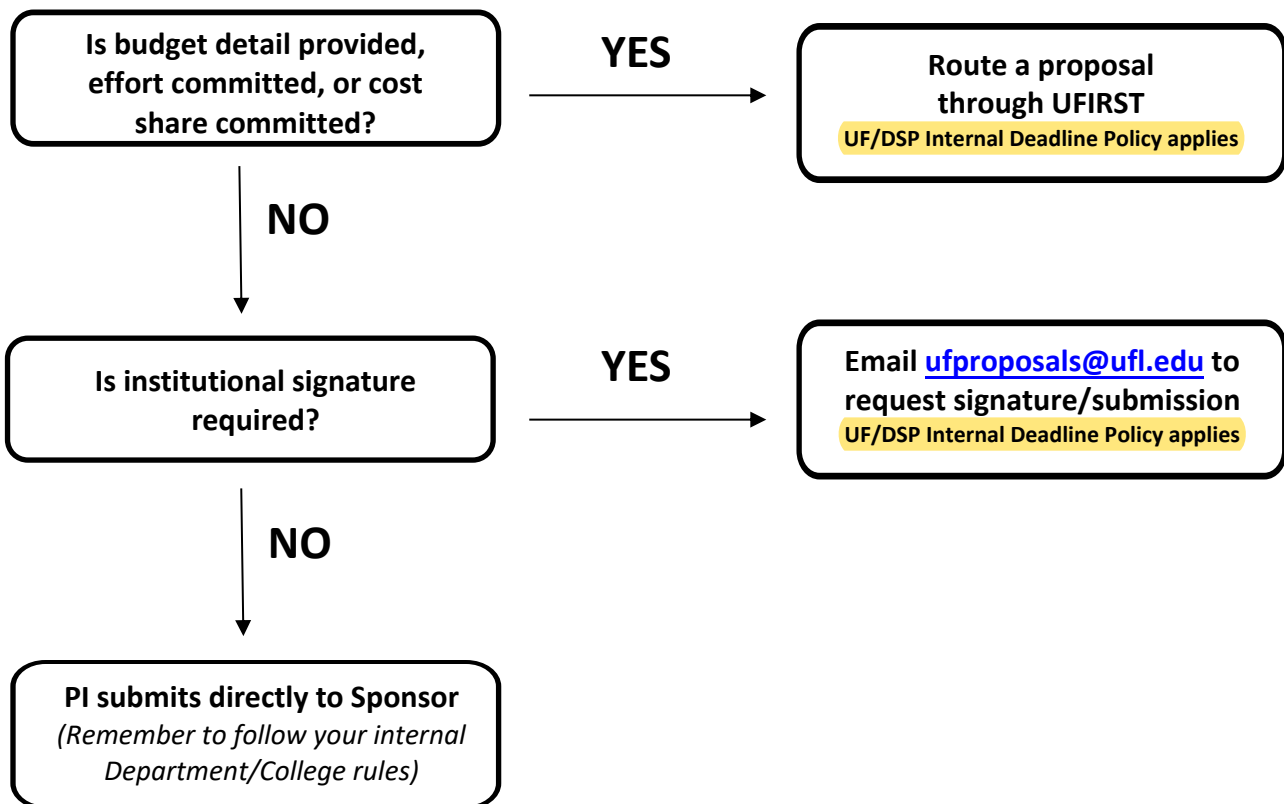 Is budget detail provided,
effort committed, or cost
share committed?
YES
Route a proposal
through UFIRST
UF/DSP Internal Deadline Policy applies
NO
Is institutional signature
required?
YES
Email ufproposals@ufl.edu to
request signature/submission
UF/DSP Internal Deadline Policy applies
NO
PI submits directly to Sponsor
(Remember to follow your internal
Department/College rules)